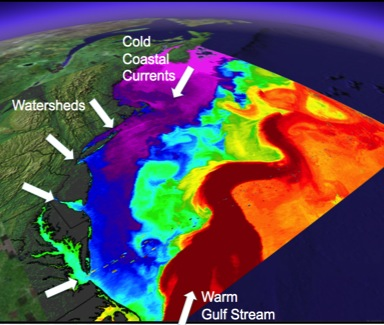 Cold
Coastal
Currents
Watersheds
Warm
Gulf Stream